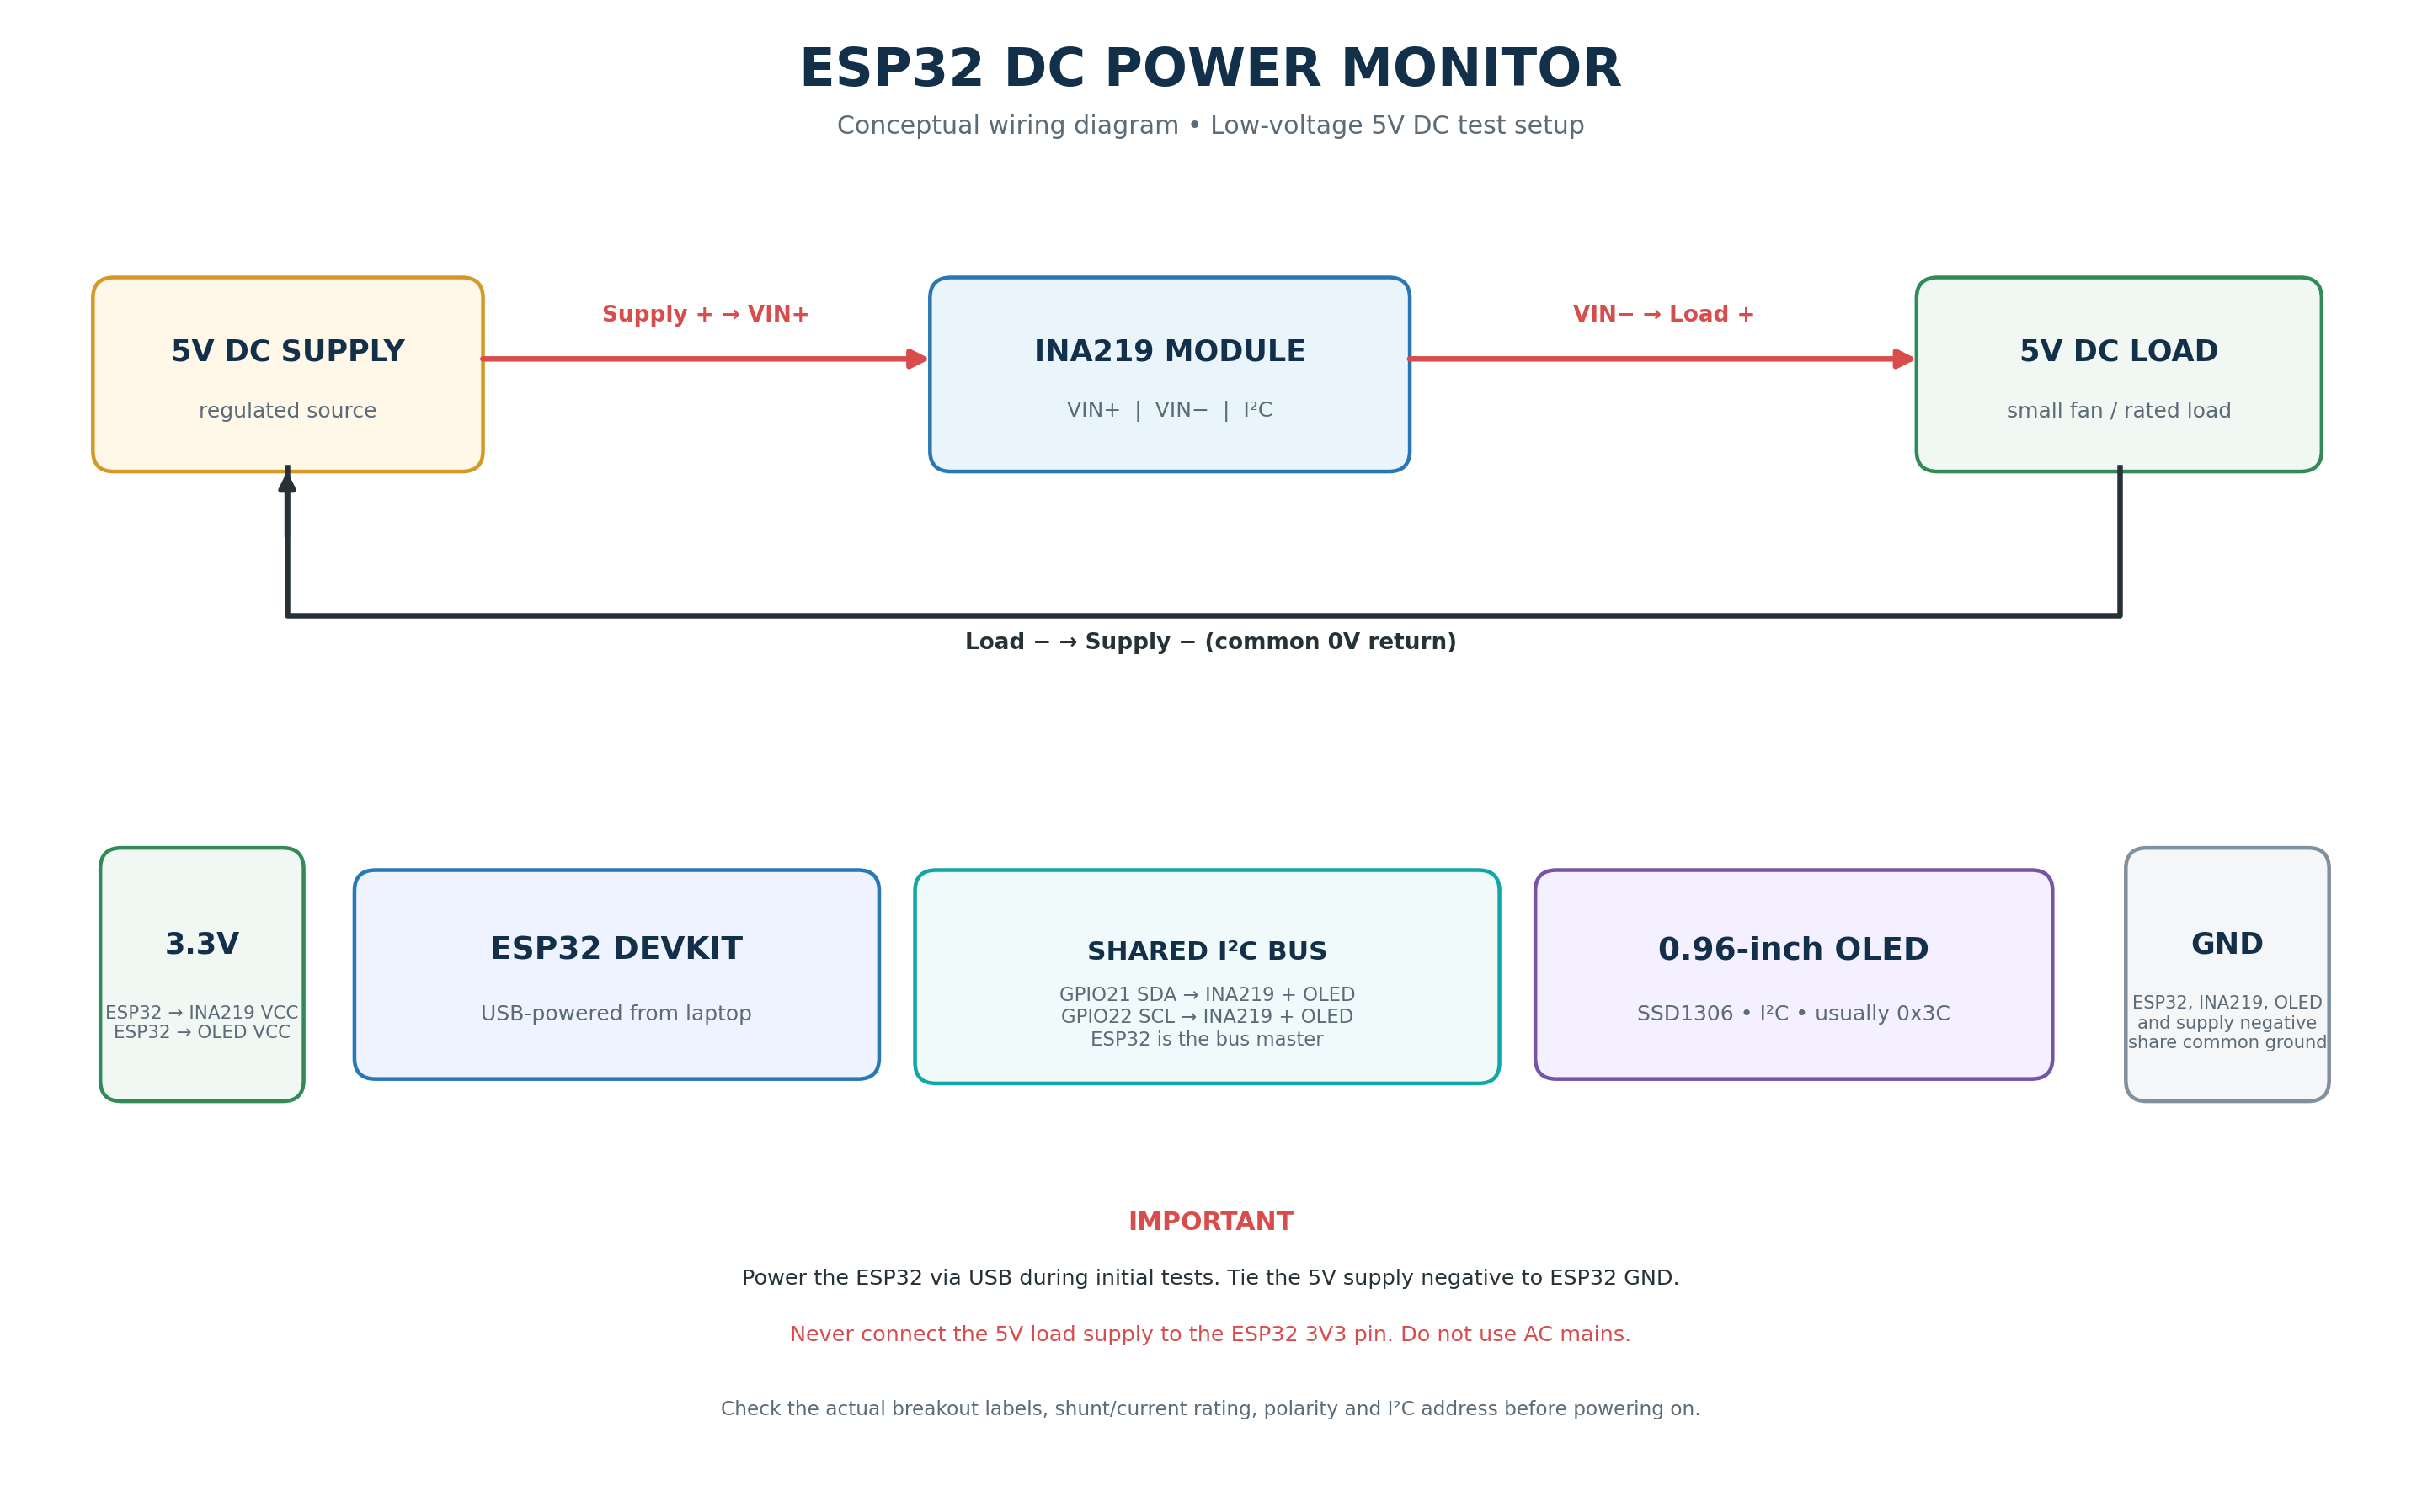 ESP32 DC POWER MONITOR
Conceptual wiring diagram • Low-voltage 5V DC test setup
Supply + → VIN+
VIN− → Load +
5V DC SUPPLY
regulated source
INA219 MODULE
VIN+ | VIN− | I²C
5V DC LOAD
small fan / rated load
Load − → Supply − (common 0V return)
3.3V
ESP32 → INA219 VCC
ESP32 → OLED VCC
ESP32 DEVKIT
USB-powered from laptop
SHARED I²C BUS
GPIO21 SDA → INA219 + OLED
GPIO22 SCL → INA219 + OLED
ESP32 is the bus master
0.96-inch OLED
SSD1306 • I²C • usually 0x3C
GND
ESP32, INA219, OLED
and supply negative
share common ground
IMPORTANT
Power the ESP32 via USB during initial tests. Tie the 5V supply negative to ESP32 GND.
Never connect the 5V load supply to the ESP32 3V3 pin. Do not use AC mains.
Check the actual breakout labels, shunt/current rating, polarity and I²C address before powering on.